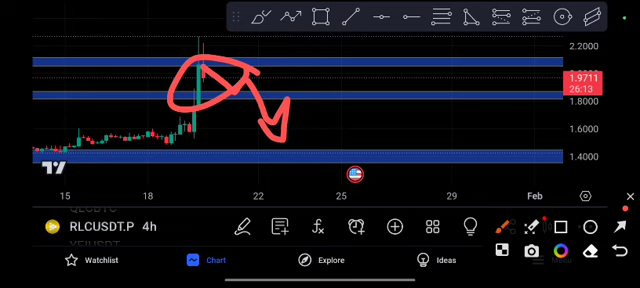 2.2000
1.9711
26:13
1.8000
1.6000
1.4000
15
18
22
25
29
Feb
RLCUSDT.P
4h
Watchlist
Chart
Explore
Ideas